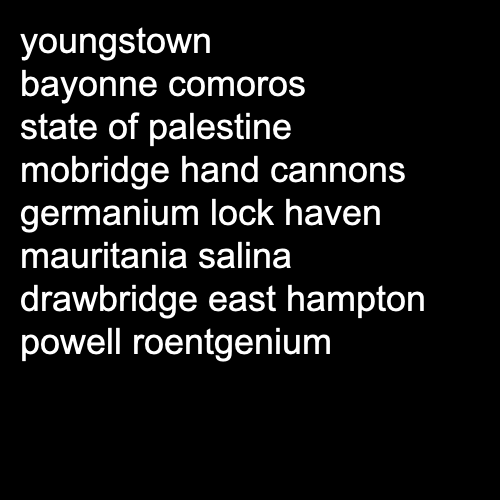 youngstown
bayonne comoros
state of palestine
mobridge hand cannons
germanium lock haven
mauritania salina
drawbridge east hampton
powell roentgenium